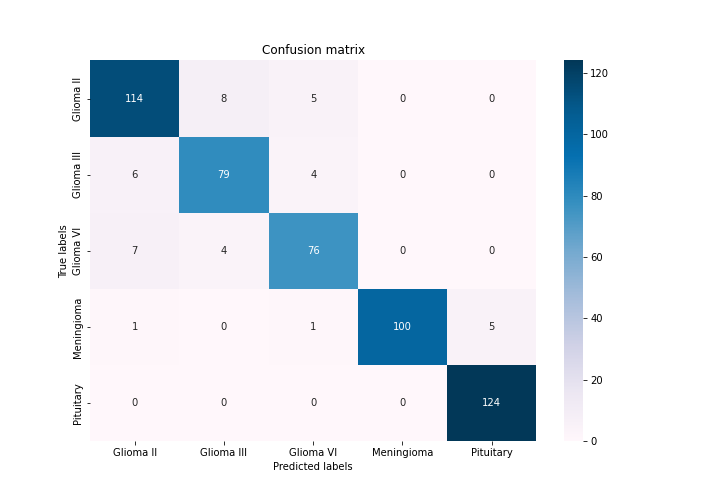 Confusion matrix
True labels
Glioma II
114 8 5 0 0
Glioma III
6 79 4 0 0
Glioma VI
7 4 76 0 0
Meningioma
1 0 1 100 5
Pituitary
0 0 0 0 124
Glioma II Glioma III Glioma VI Meningioma Pituitary
Predicted labels
120
100
80
60
40
20
0